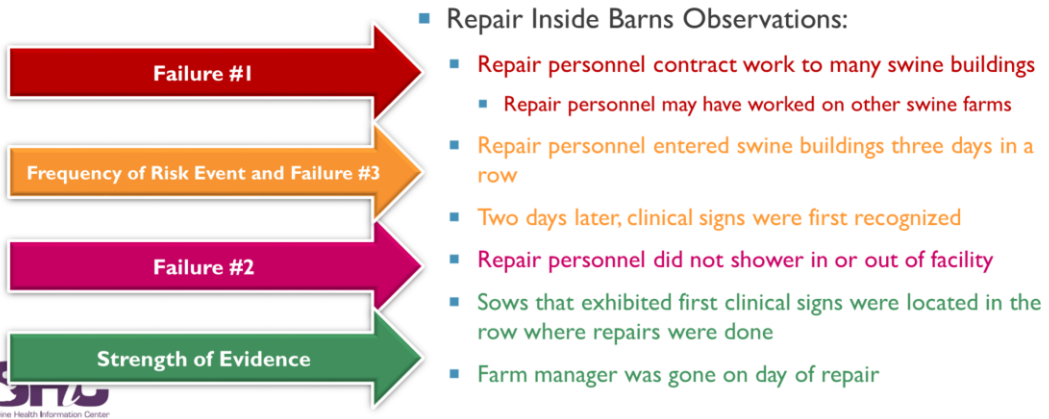 Repair Inside Barns Observations:
Failure #1
Repair personnel contract work to many swine buildings
Repair personnel may have worked on other swine farms
Frequency of Risk Event and Failure #3
Repair personnel entered swine buildings three days in a
row
Two days later, clinical signs were first recognized
Failure #2
Repair personnel did not shower in or out of facility
Sows that exhibited first clinical signs were located in the
row where repairs were done
Strength of Evidence
Farm manager was gone on day of repair
Health Information Center